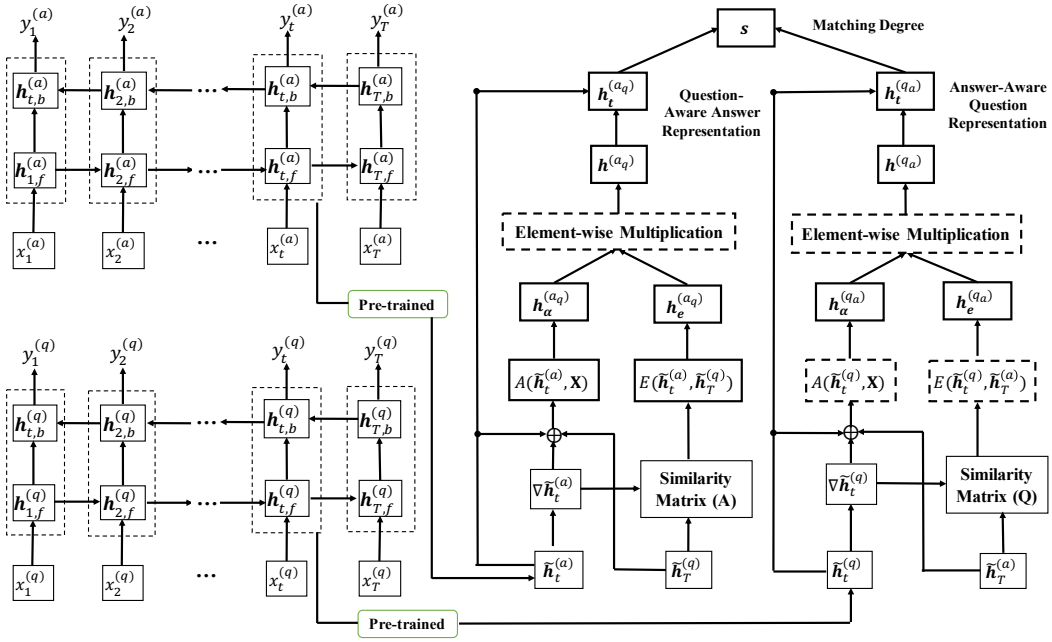 y_1^{(a)} y_2^{(a)} y_t^{(a)} y_T^{(a)}
h_{t,b}^{(a)} h_{2,b}^{(a)} ... h_{t,b}^{(a)} h_{T,b}^{(a)}
h_{1,f}^{(a)} h_{2,f}^{(a)} ... h_{t,f}^{(a)} h_{T,f}^{(a)}
x_1^{(a)} x_2^{(a)} ... x_t^{(a)} x_T^{(a)}
Pre-trained
y_1^{(q)} y_2^{(q)} y_t^{(q)} y_T^{(q)}
h_{t,b}^{(q)} h_{2,b}^{(q)} ... h_{t,b}^{(q)} h_{T,b}^{(q)}
h_{1,f}^{(q)} h_{2,f}^{(q)} ... h_{t,f}^{(q)} h_{T,f}^{(q)}
x_1^{(q)} x_2^{(q)} ... x_t^{(q)} x_T^{(q)}
Pre-trained
s
Matching Degree
h_t^{(a_q)}
Question-
Aware Answer
Representation
h^{(a_q)}
Element-wise Multiplication
h_α^{(a_q)} h_e^{(a_q)}
A(h̃_t^{(a)}, X) E(h̃_t^{(a)}, h̃_T^{(q)})
⊕
∇h̃_t^{(a)}
Similarity
Matrix (A)
h̃_t^{(a)} h̃_T^{(q)}
h_t^{(q_a)}
Answer-Aware
Question
Representation
h^{(q_a)}
Element-wise Multiplication
h_α^{(q_a)} h_e^{(q_a)}
A(h̃_t^{(q)}, X) E(h̃_t^{(q)}, h̃_T^{(a)})
⊕
∇h̃_t^{(q)}
Similarity
Matrix (Q)
h̃_t^{(q)} h̃_T^{(a)}